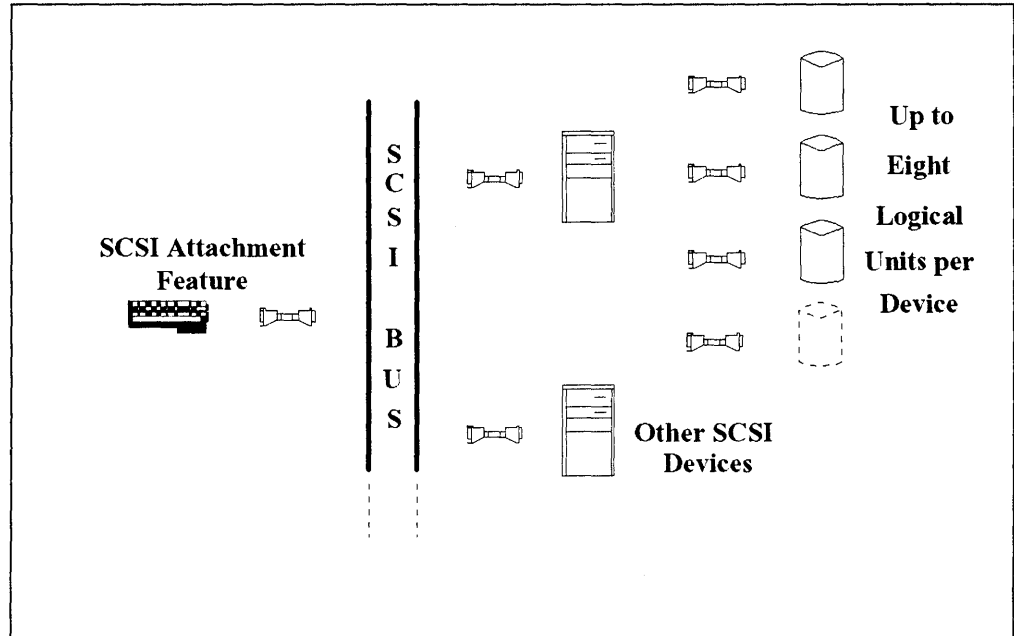 SCSI Attachment
Feature
S
C
S
I
B
U
S
Up to
Eight
Logical
Units per
Device
Other SCSI
Devices